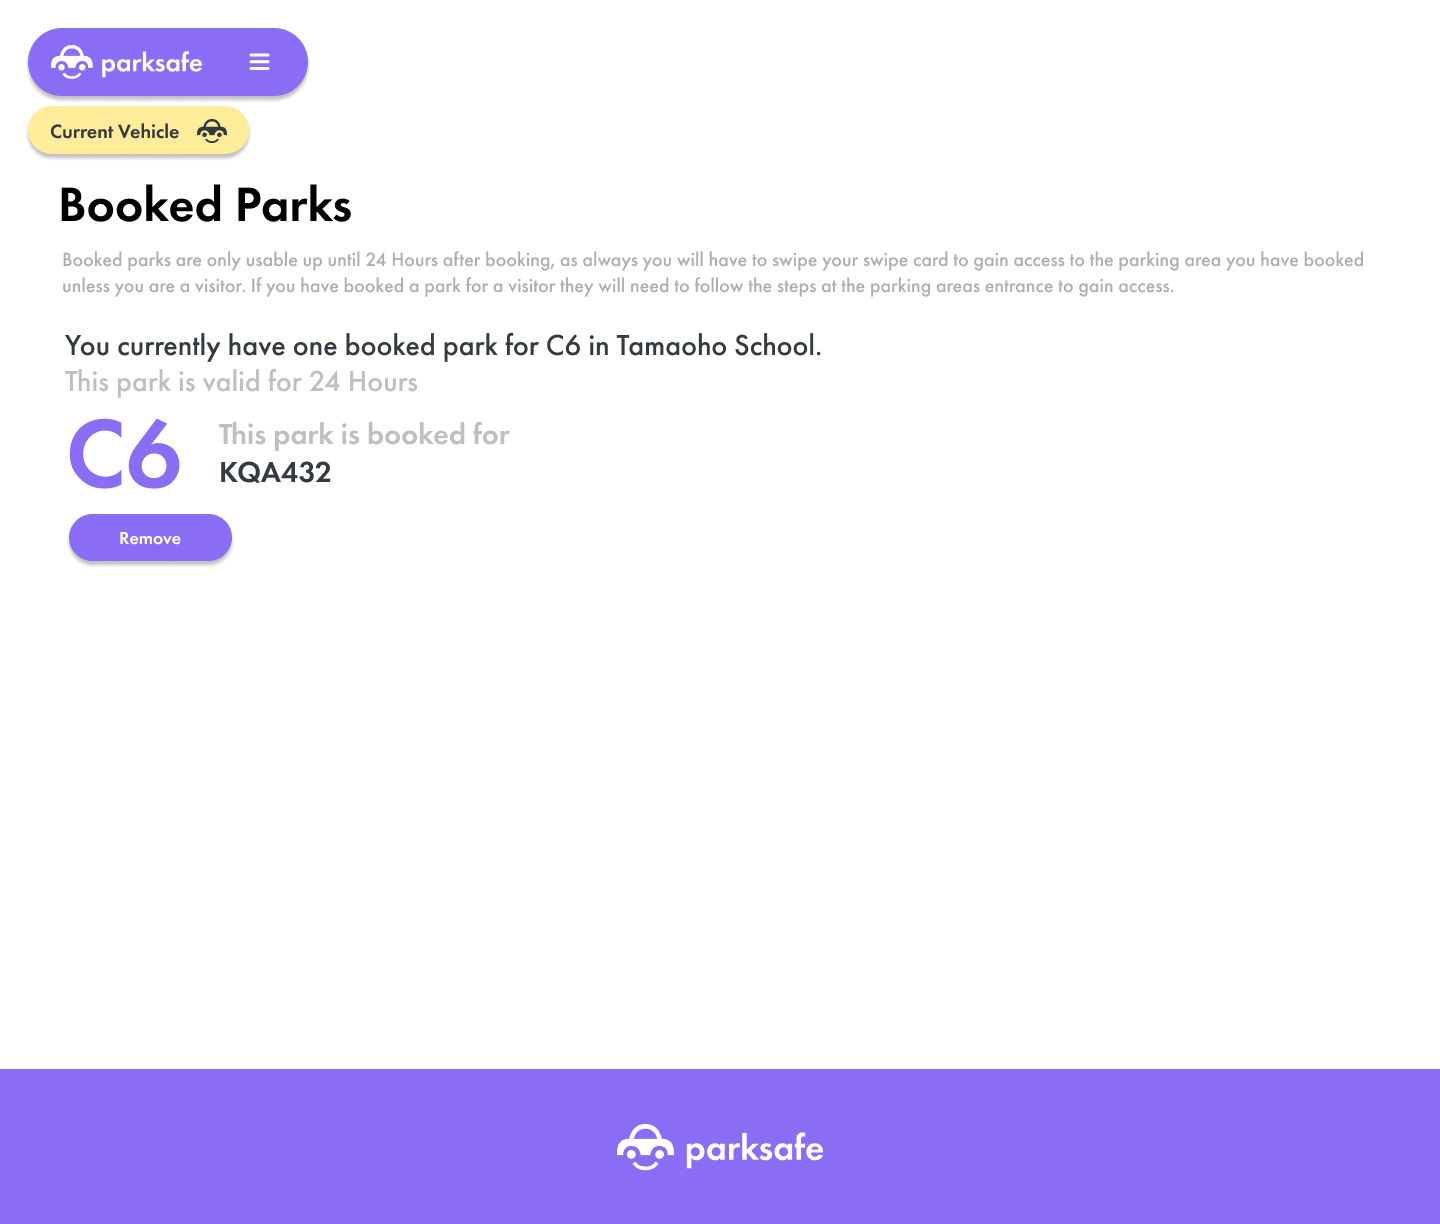 parksafe
Current Vehicle
Booked Parks
Booked parks are only usable up until 24 Hours after booking, as always you will have to swipe your swipe card to gain access to the parking area you have booked
unless you are a visitor. If you have booked a park for a visitor they will need to follow the steps at the parking areas entrance to gain access.
You currently have one booked park for C6 in Tamaoho School.
This park is valid for 24 Hours
C6
This park is booked for
KQA432
Remove
parksafe